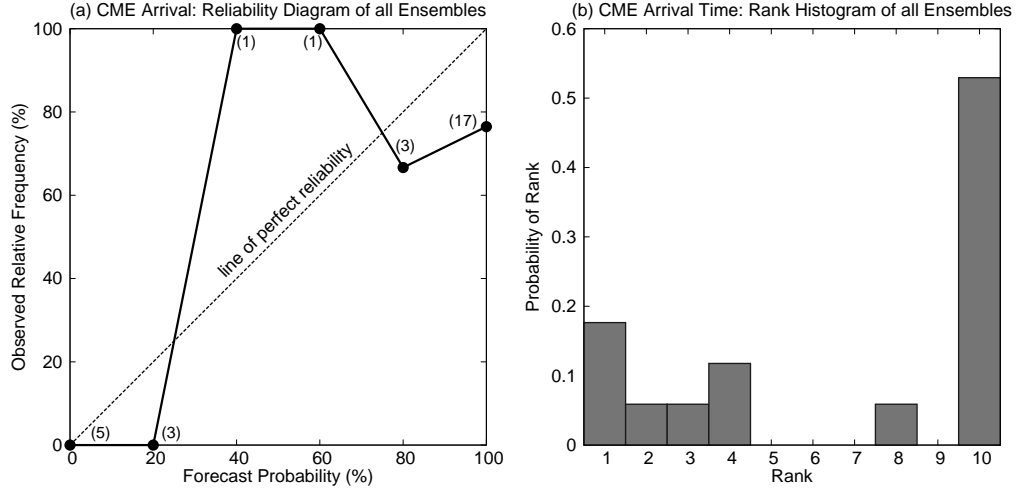 (a) CME Arrival: Reliability Diagram of all Ensembles
100
80
60
40
20
0
Observed Relative Frequency (%)
(1)
(1)
(17)
(3)
line of perfect reliability
(5)
(3)
0 20 40 60 80 100
Forecast Probability (%)
(b) CME Arrival Time: Rank Histogram of all Ensembles
0.6
0.5
0.4
0.3
0.2
0.1
0
Probability of Rank
1 2 3 4 5 6 7 8 9 10
Rank